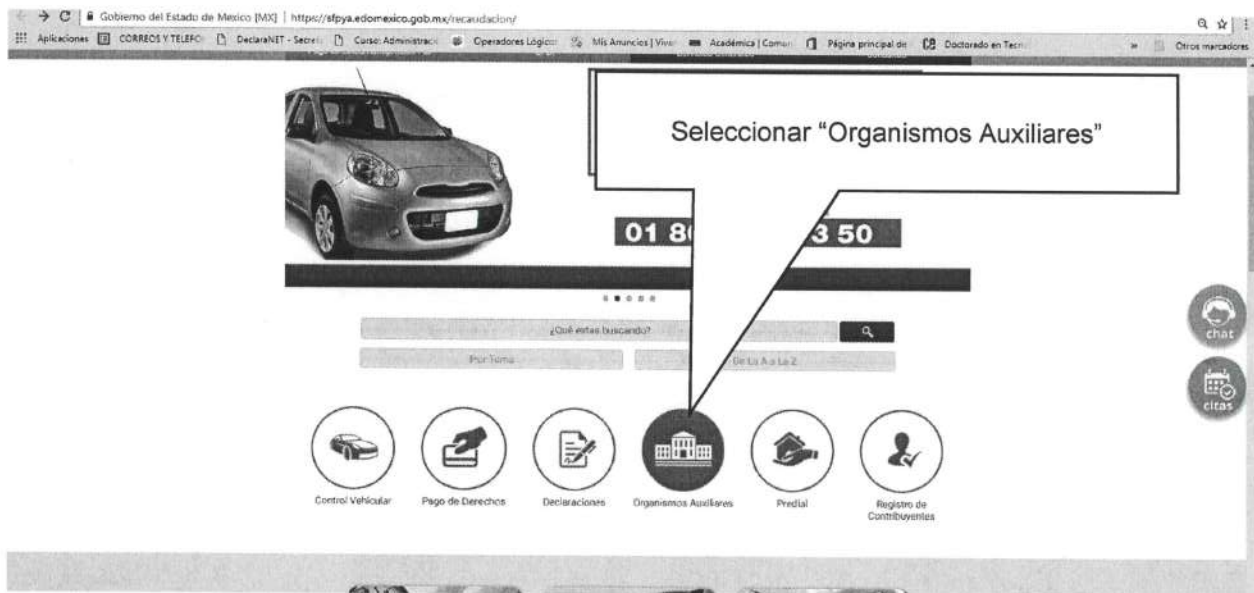 Gobierno del Estado de Mexico [MX] | https://sfpya.edomexico.gob.mx/recaudacion/
Aplicaciones CORREOS Y TELEFO DeclaraNET - Secret Curso: Administraci Operadores Lógicos Mis Anuncios | Viva Académica | Comun Página principal de Doctorado en Tecn » Otros marcadores
Seleccionar "Organismos Auxiliares"
01 8
3 50
¿Qué estas buscando?
Por Tema
De La A a La Z
chat
citas
Control Vehicular
Pago de Derechos
Declaraciones
Organismos Auxiliares
Predial
Registro de
Contribuyentes